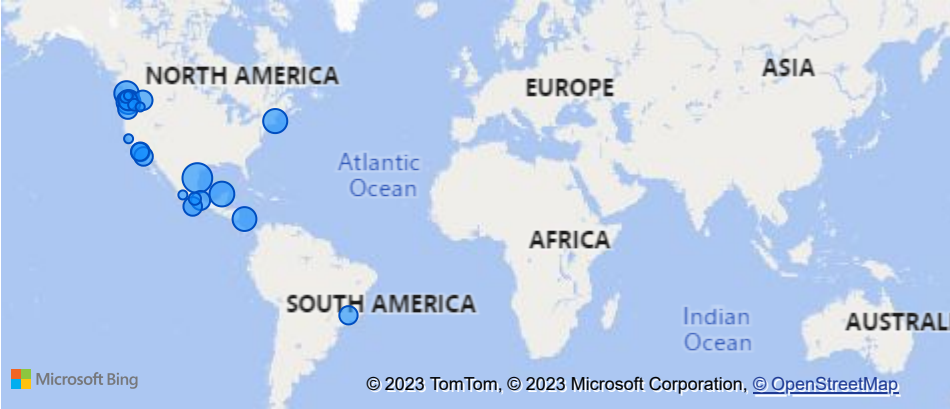 NORTH AMERICA
EUROPE
ASIA
Atlantic
Ocean
AFRICA
SOUTH AMERICA
Indian
Ocean
AUSTRAL
Microsoft Bing
© 2023 TomTom, © 2023 Microsoft Corporation, © OpenStreetMap